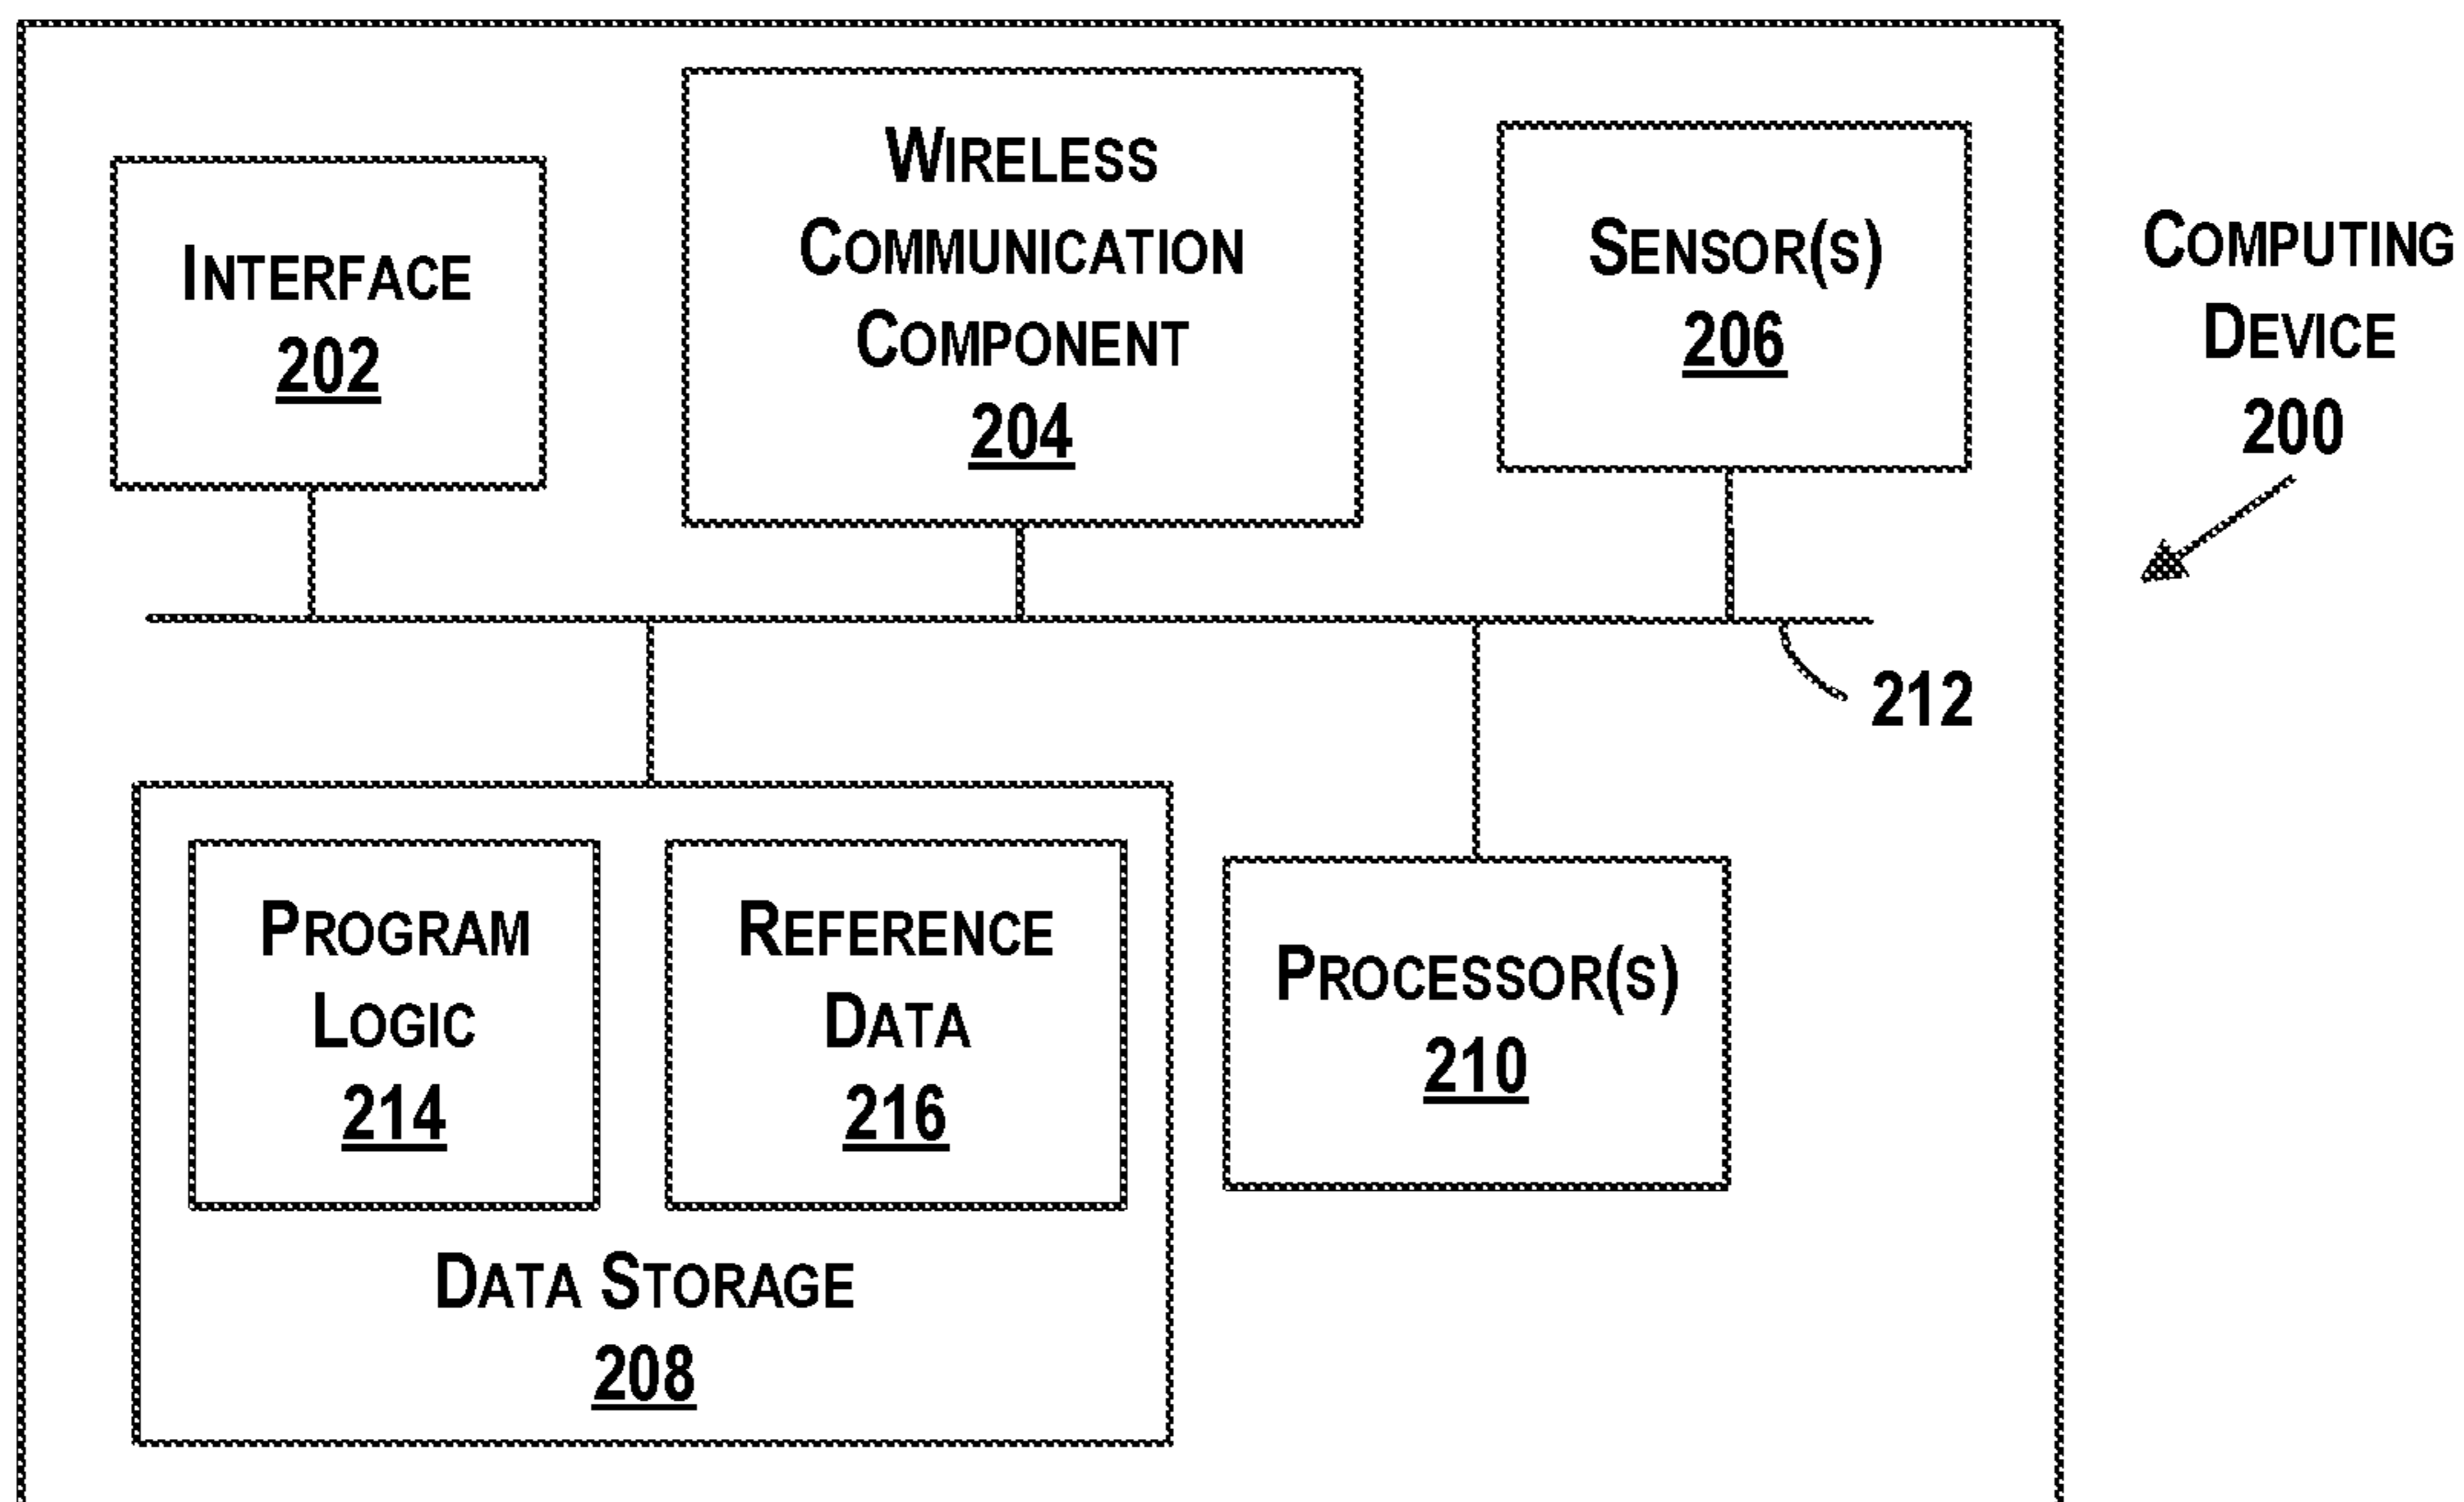 INTERFACE
202
WIRELESS
COMMUNICATION
COMPONENT
204
SENSOR(S)
206
COMPUTING
DEVICE
200
212
PROGRAM
LOGIC
214
REFERENCE
DATA
216
DATA STORAGE
208
PROCESSOR(S)
210